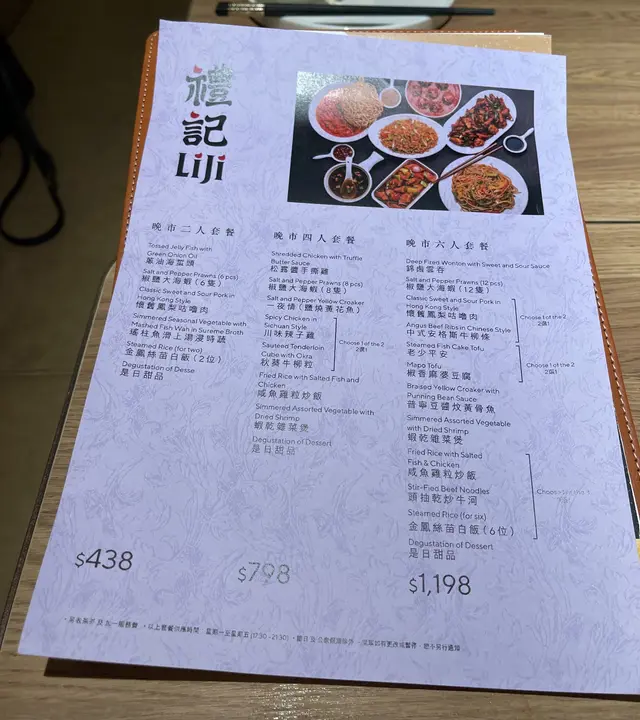 禮
記
LIJI
晚市二人套餐
Tossed Jelly Fish with
Green Onion Oil
蔥油海蜇頭
Salt and Pepper Prawns (6 pcs)
椒鹽大海蝦(6隻)
Classic Sweet and Sour Pork in
Hong Kong Style
懷舊鳳梨咕嚕肉
Simmered Seasonal Vegetable with
Mashed Fish Wah in Sureme Broth
瑤柱魚滑上湯浸時蔬
Steamed Rice (for two)
金鳳絲苗白飯(2位)
Degustation of Desse
是日甜品
$438
晚市四人套餐
Shredded Chicken with Truffle
Butter Sauce
松露醬手撕雞
Salt and Pepper Prawns (8 pcs)
椒鹽大海蝦(8隻)
Salt and Pepper Yellow Croaker
一夜情(鹽燒黃花魚)
Spicy Chicken in
Sichuan Style
川味辣子雞
Sauteed Tenderloin
Cube with Okra
秋葵牛柳粒
Choose 1 of the 2
2選1
Fried Rice with Salted Fish and
Chicken
咸魚雞粒炒飯
Simmered Assorted Vegetable with
Dried Shrimp
蝦乾雜菜煲
Degustation of Dessert
是日甜品
$798
晚市六人套餐
Deep Fired Wonton with Sweet and Sour Sauce
錦鹵雲吞
Salt and Pepper Prawns (12 pcs)
椒鹽大海蝦(12隻)
Classic Sweet and Sour Pork in
Hong Kong Style
懷舊鳳梨咕嚕肉
Angus Beef Ribs in Chinese Style
中式安格斯牛柳條
Choose 1 of the 2
2選1
Steamed Fish Cake Tofu
老少平安
Mapo Tofu
椒香麻婆豆腐
Choose 1 of the 2
2選1
Braised Yellow Croaker with
Punning Bean Sauce
普寧豆醬炆黃骨魚
Simmered Assorted Vegetable
with Dried Shrimp
蝦乾雜菜煲
Fried Rice with Salted
Fish & Chicken
咸魚雞粒炒飯
Stir-Fied Beef Noodles
頭抽乾炒牛河
Steamed Rice (for six)
金鳳絲苗白飯(6位)
Degustation of Dessert
是日甜品
$1,198